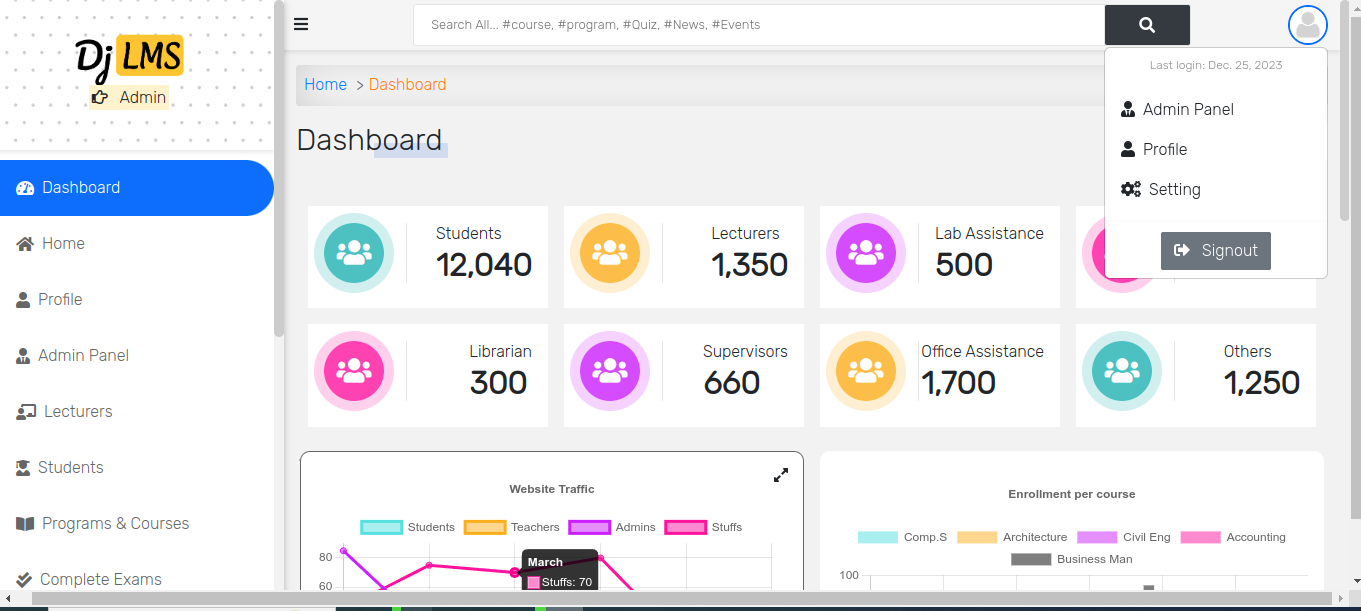 Dj LMS
Admin
Dashboard
Home
Profile
Admin Panel
Lecturers
Students
Programs & Courses
Complete Exams
Search All... #course, #program, #Quiz, #News, #Events
Last login: Dec. 25, 2023
Admin Panel
Profile
Setting
Signout
Home > Dashboard
Dashboard
Students
12,040
Lecturers
1,350
Lab Assistance
500
Librarian
300
Supervisors
660
Office Assistance
1,700
Others
1,250
Website Traffic
Students Teachers Admins Stuffs
80
60
March
Stuffs: 70
Enrollment per course
Comp.S Architecture Civil Eng Accounting
Business Man
100